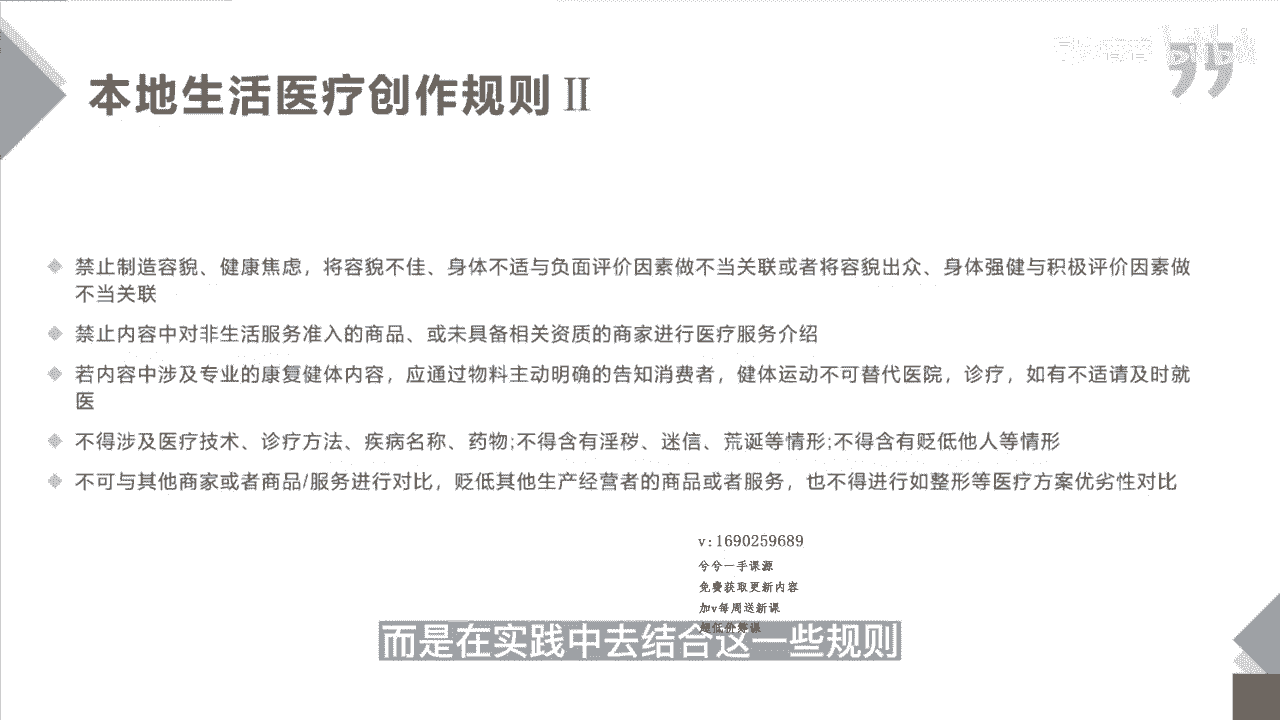 本地生活医疗创作规则 II
禁止制造容貌、健康焦虑，将容貌不佳、身体不适与负面评价因素做不当关联或者将容貌出众、身体强健与积极评价因素做
不当关联
禁止内容中对非生活服务准入的商品、或未具备相关资质的商家进行医疗服务介绍
若内容中涉及专业的康复健体内容，应通过物料主动明确的告知消费者，健体运动不可替代医院，诊疗，如有不适请及时就
医
不得涉及医疗技术、诊疗方法、疾病名称、药物;不得含有淫秽、迷信、荒诞等情形;不得含有贬低他人等情形
不可与其他商家或者商品/服务进行对比，贬低其他生产经营者的商品或者服务，也不得进行如整形等医疗方案优劣性对比
v:1690259689
兮兮一手课源
免费获取更新内容
加v每周送新课
超低价筹课
而是在实践中去结合这一些规则